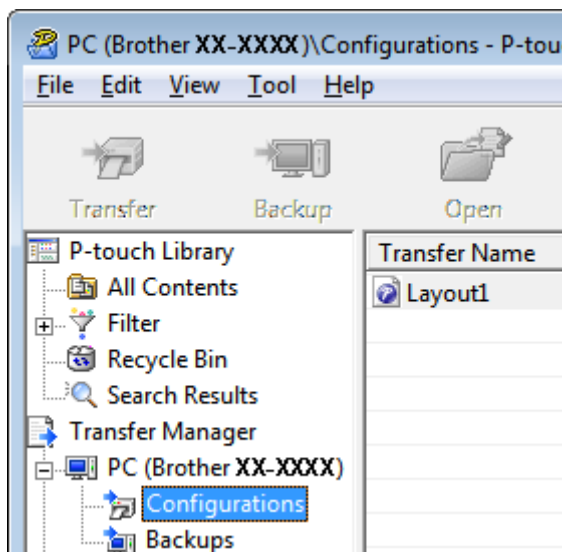 PC (Brother XX-XXXX)\Configurations - P-tou
File Edit View Tool Help
Transfer Backup Open
P-touch Library
All Contents
Filter
Recycle Bin
Search Results
Transfer Manager
PC (Brother XX-XXXX)
Configurations
Backups
Transfer Name
Layout1